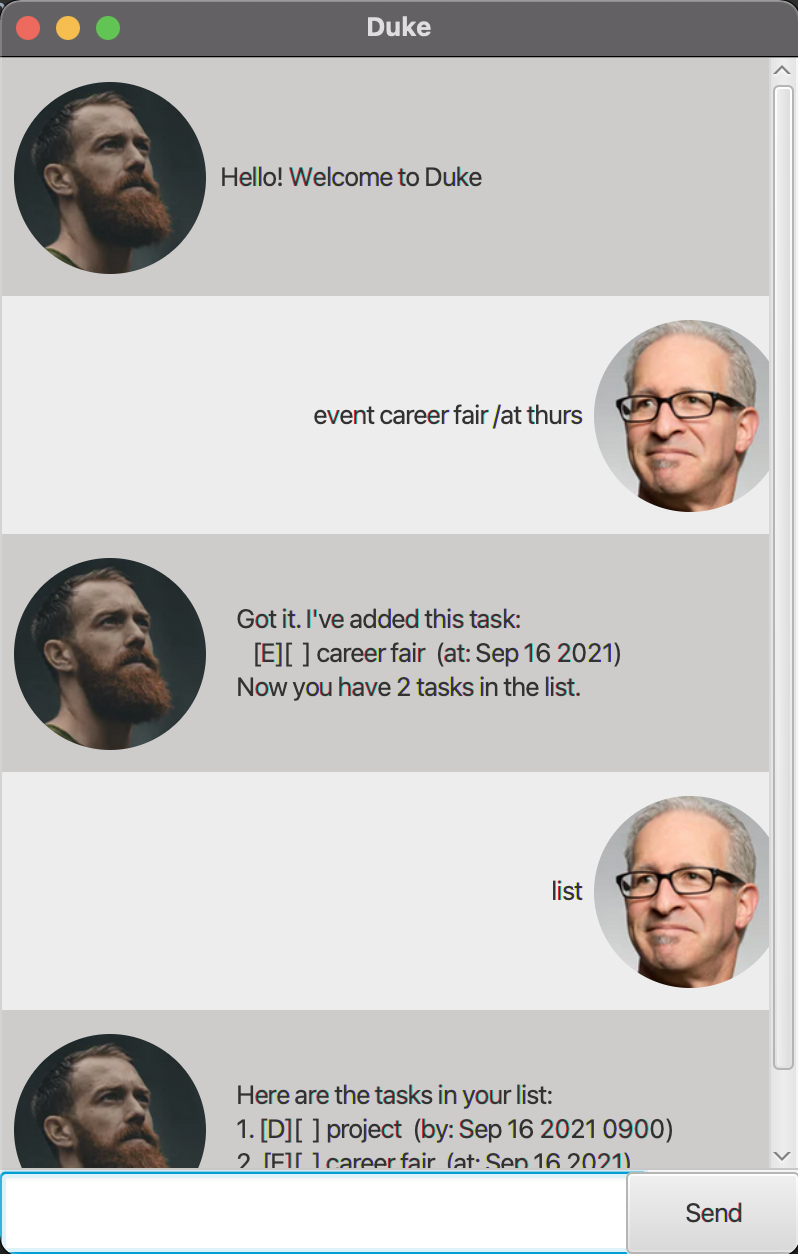 Duke
Hello! Welcome to Duke
event career fair /at thurs
Got it. I've added this task:
[E][ ] career fair (at: Sep 16 2021)
Now you have 2 tasks in the list.
list
Here are the tasks in your list:
1. [D][ ] project (by: Sep 16 2021 0900)
2. [E][ ] career fair (at: Sep 16 2021)
Send